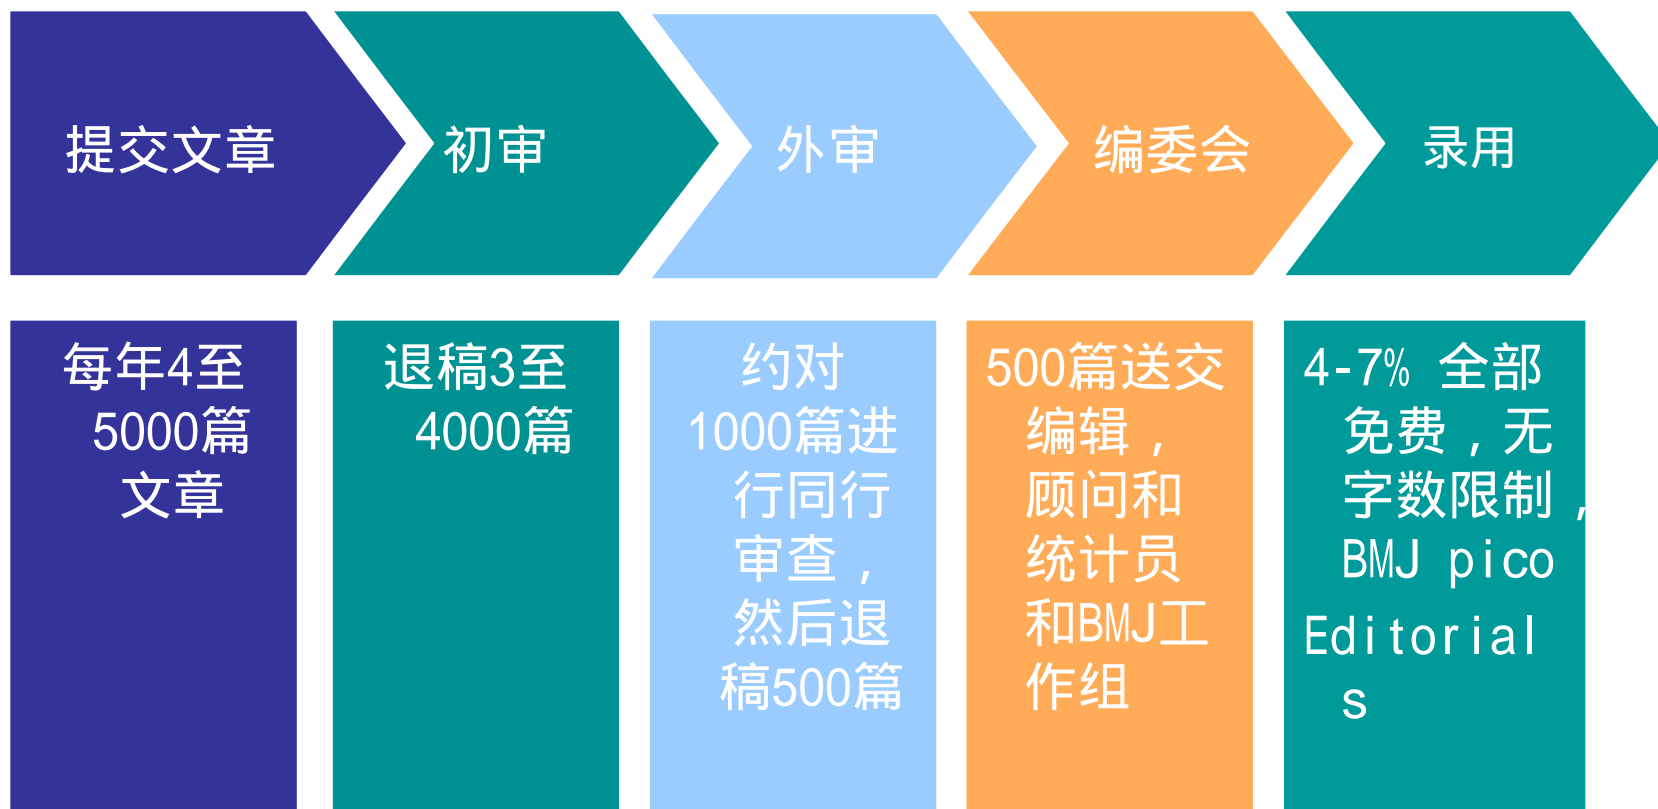 提交文章
初审
外审
编委会
录用
每年4至
5000篇
文章
退稿3至
4000篇
约对
1000篇进
行同行
审查，
然后退
稿500篇
500篇送交
编辑，
顾问和
统计员
和BMJ工
作组
4-7% 全部
免费，无
字数限制，
BMJ pico
Editorial
s